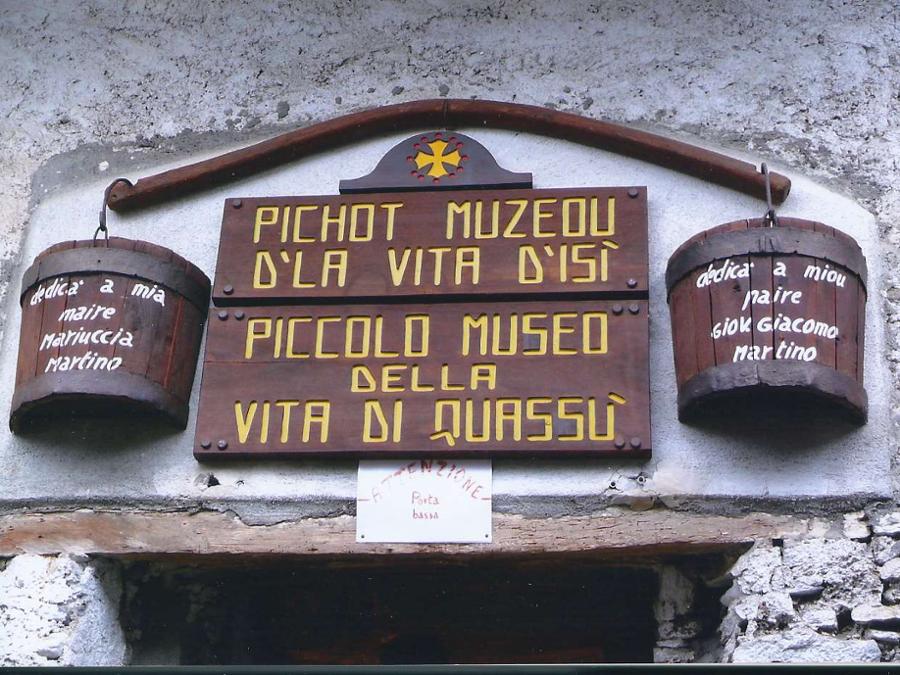 PICHOT MUZEOU
D'LA VITA D'ISÌ
PICCOLO MUSEO
DELLA
VITA DI QUASSÙ
dedica' a mia
maire
Mariuccia
Martino
dedica' a miou
paire
Giov. Giacomo
Martino
ATTENZIONE
Porta
bassa